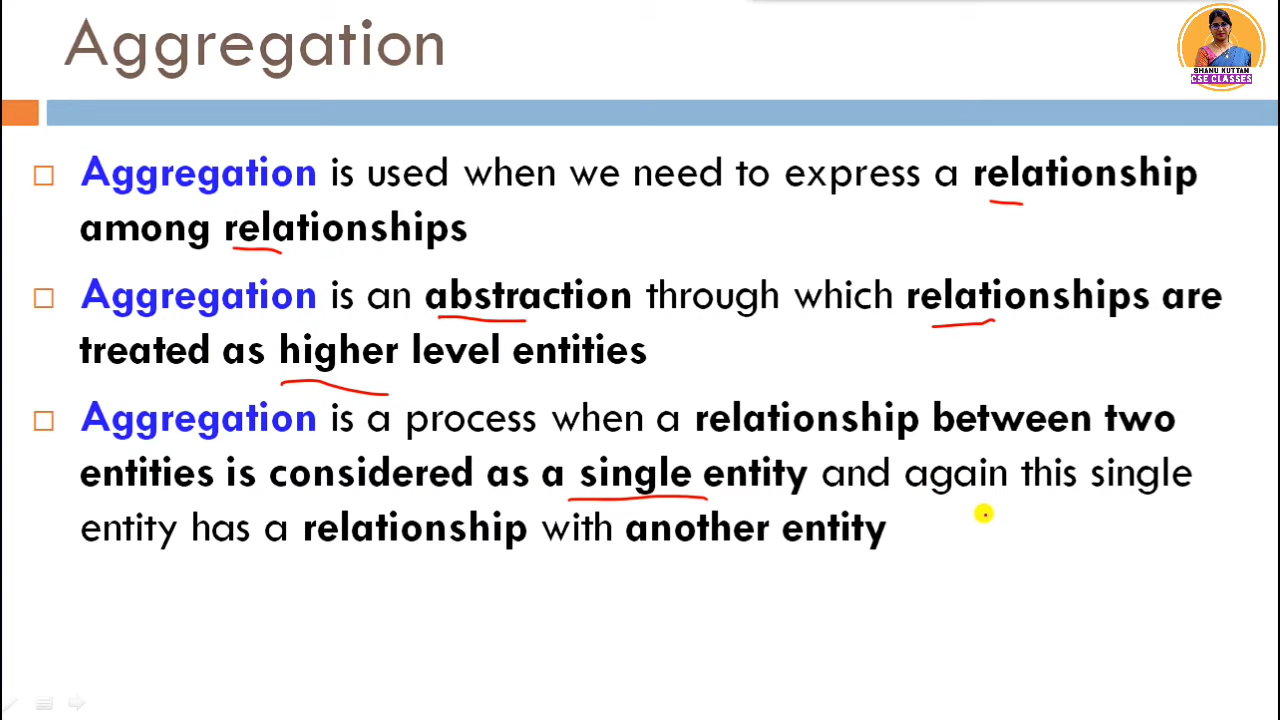 Aggregation
BHANU KUTTAN
CSE CLASSES
Aggregation is used when we need to express a relationship
among relationships
Aggregation is an abstraction through which relationships are
treated as higher level entities
Aggregation is a process when a relationship between two
entities is considered as a single entity and again this single
entity has a relationship with another entity